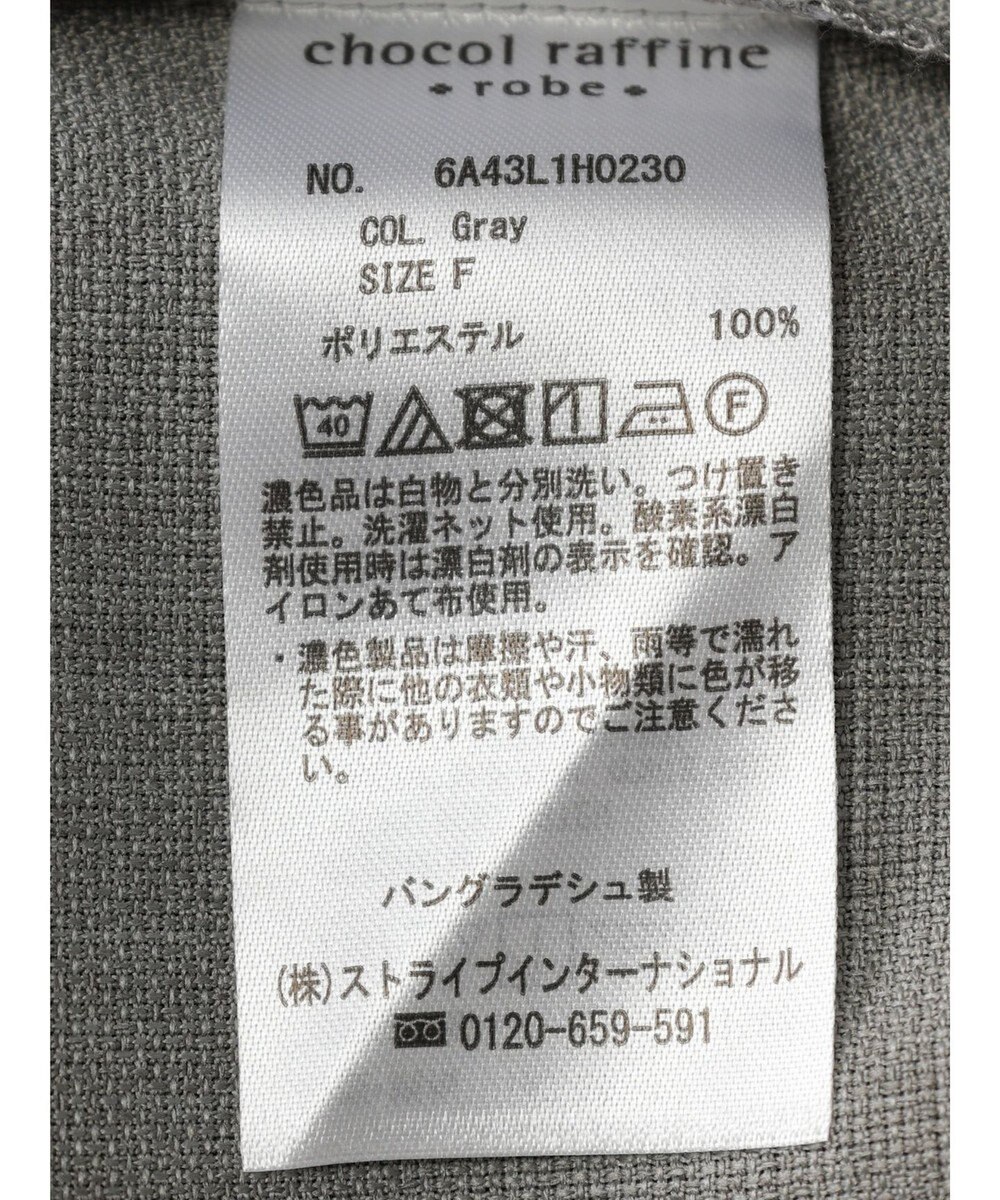 chocol raffine
robe
NO. 6A43L1H0230
COL. Gray
SIZE F
ポリエステル 100%
40 F
濃色品は白物と分別洗い。つけ置き
禁止。洗濯ネット使用。酸素系漂白
剤使用時は漂白剤の表示を確認。ア
イロンあて布使用。
・濃色製品は摩擦や汗、雨等で濡れ
た際に他の衣類や小物類に色が移
る事がありますのでご注意くださ
い。
バングラデシュ製
(株)ストライプインターナショナル
0120-659-591